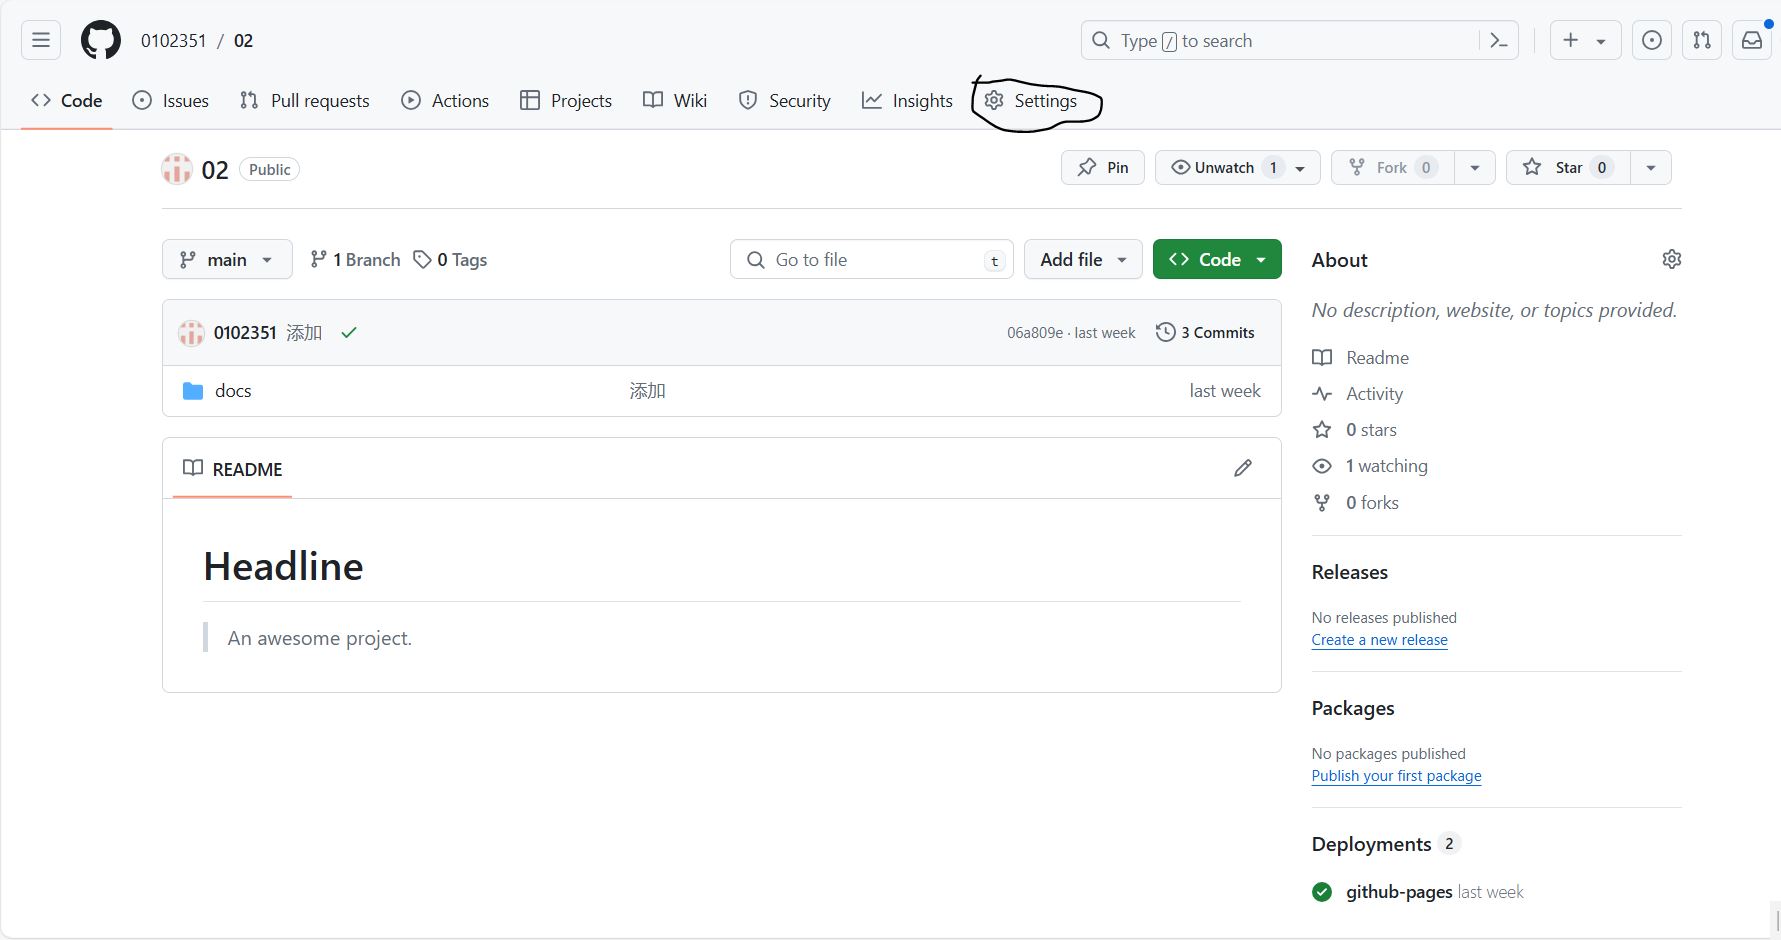 0102351 / 02
Type / to search
Code Issues Pull requests Actions Projects Wiki Security Insights Settings
02 Public
Pin Unwatch 1 Fork 0 Star 0
main 1 Branch 0 Tags Go to file t Add file Code
0102351 添加 06a809e · last week 3 Commits
docs 添加 last week
README
Headline
An awesome project.
About
No description, website, or topics provided.
Readme
Activity
0 stars
1 watching
0 forks
Releases
No releases published
Create a new release
Packages
No packages published
Publish your first package
Deployments 2
github-pages last week